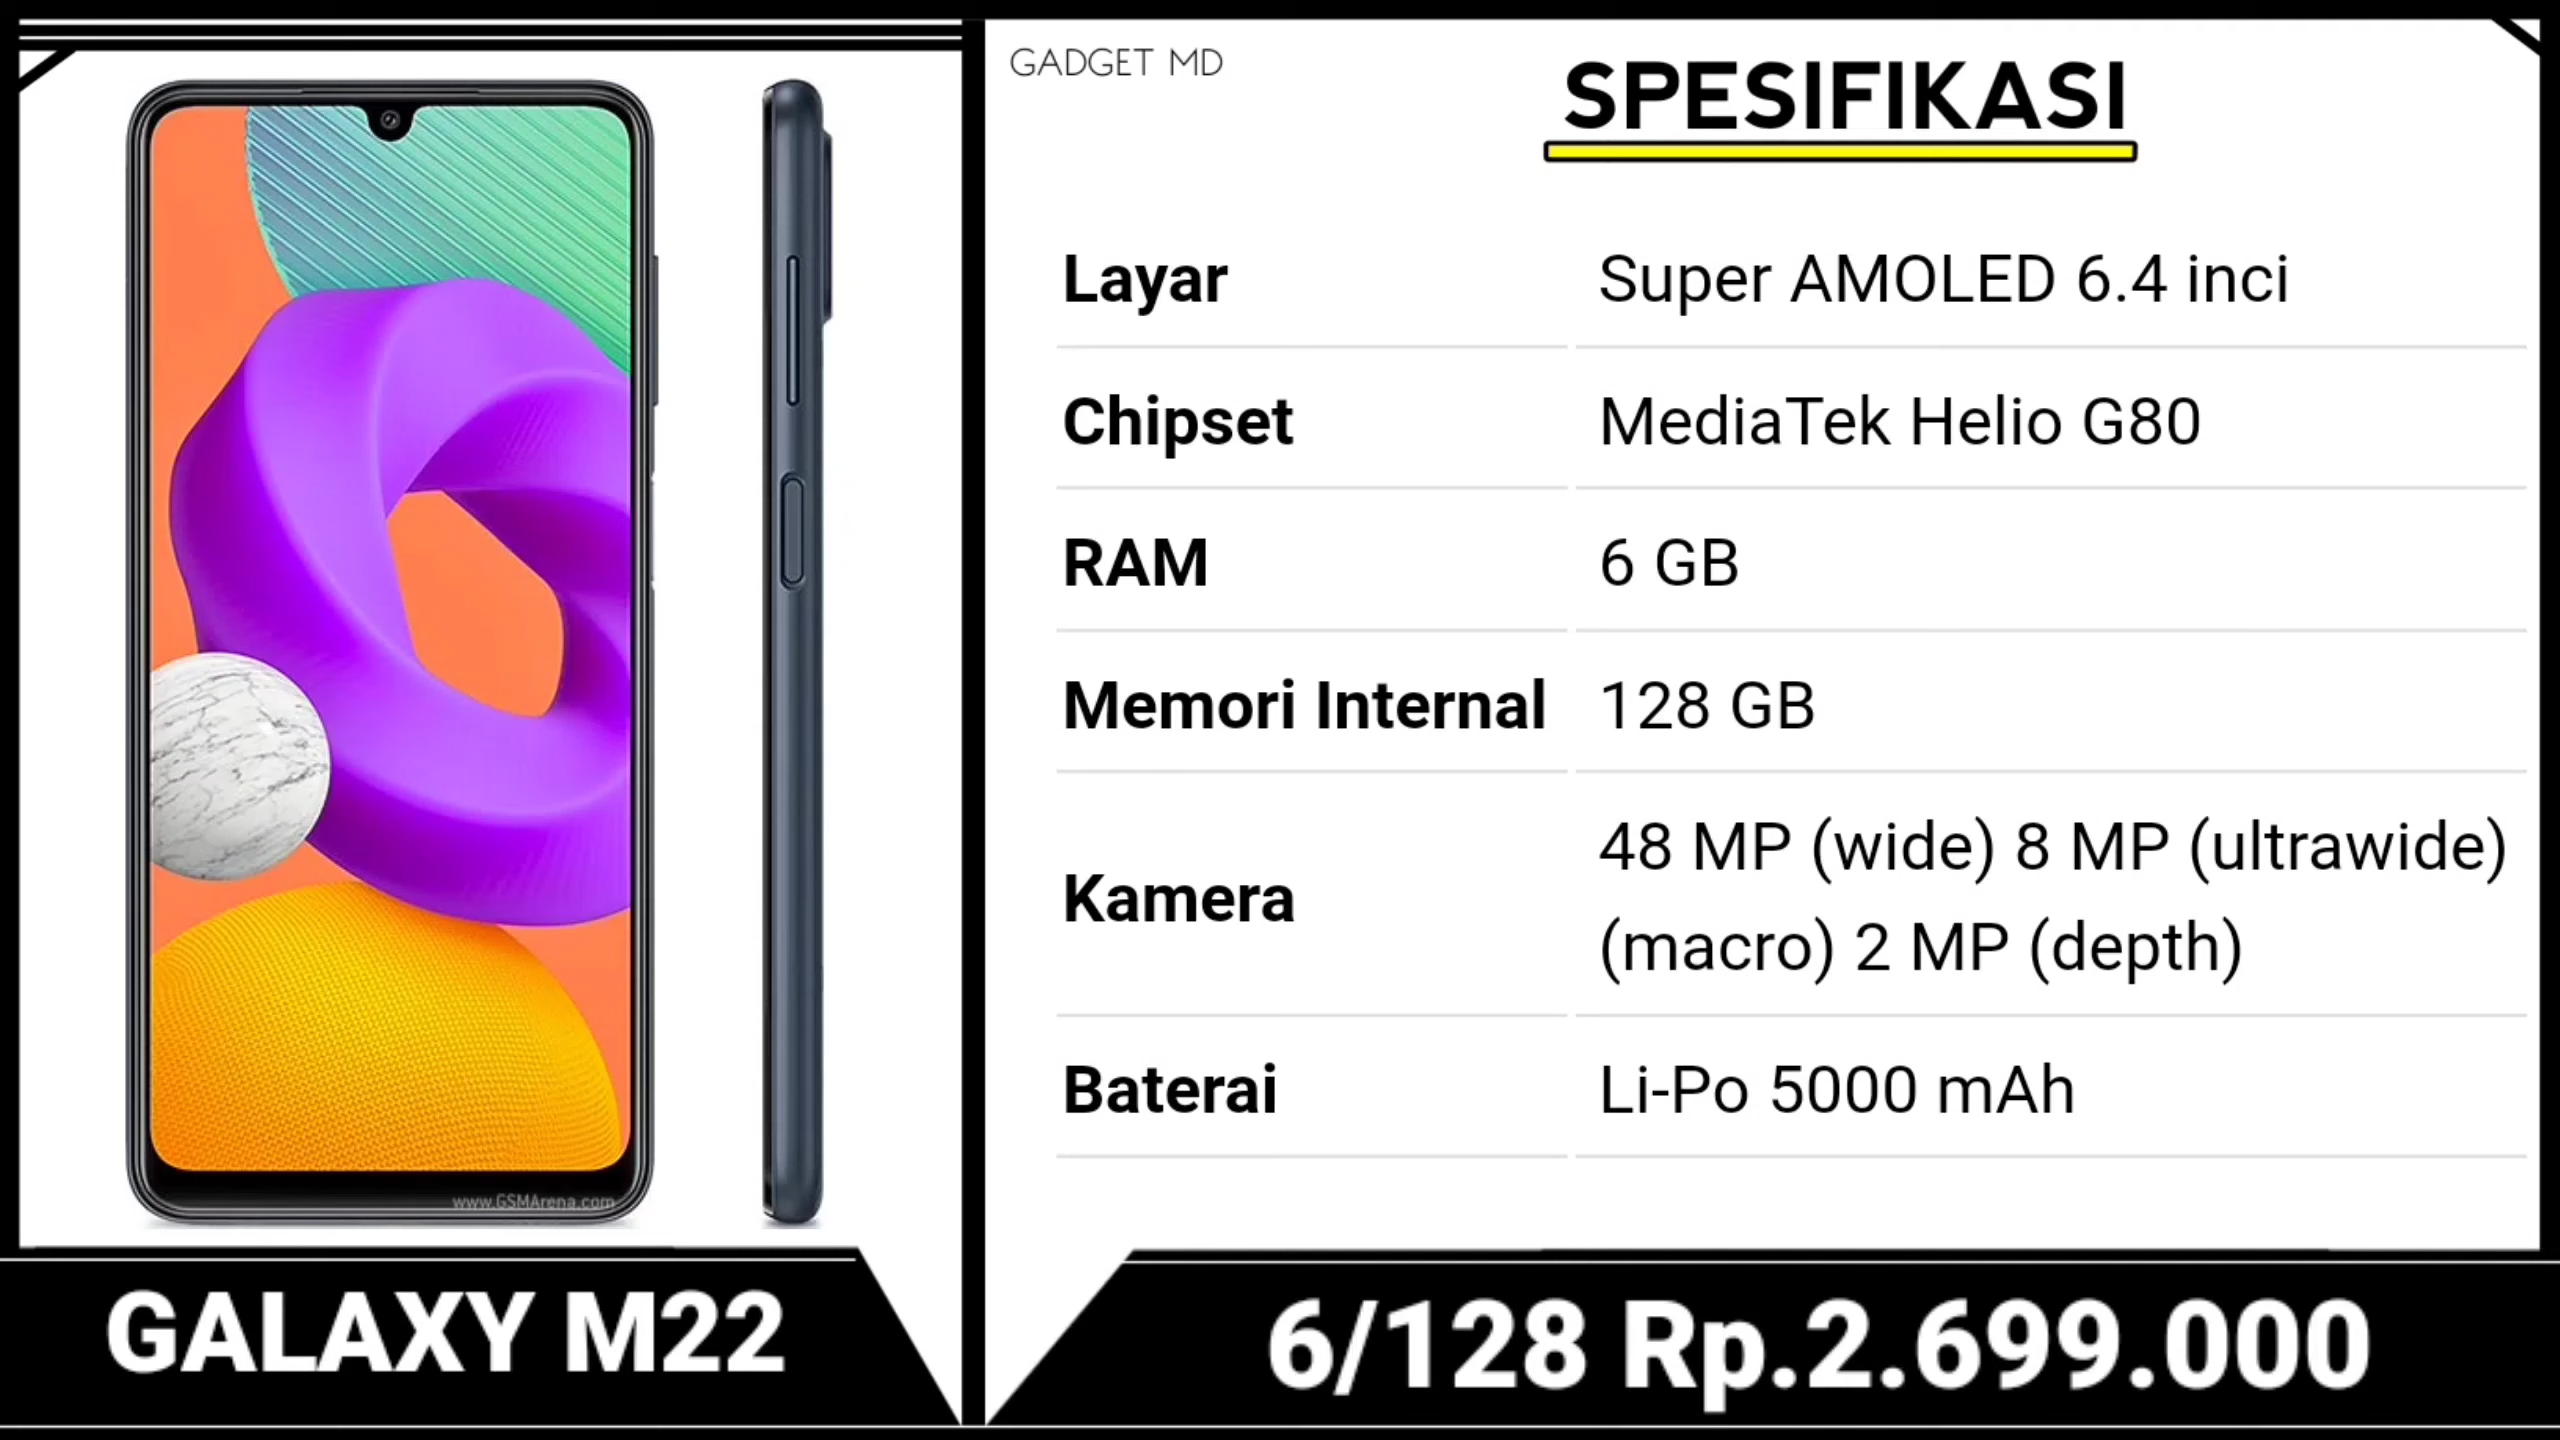 GADGET MD
SPESIFIKASI
Layar Super AMOLED 6.4 inci
Chipset MediaTek Helio G80
RAM 6 GB
Memori Internal 128 GB
Kamera 48 MP (wide) 8 MP (ultrawide)
(macro) 2 MP (depth)
Baterai Li-Po 5000 mAh
www.GSMArena.com
GALAXY M22
6/128 Rp.2.699.000